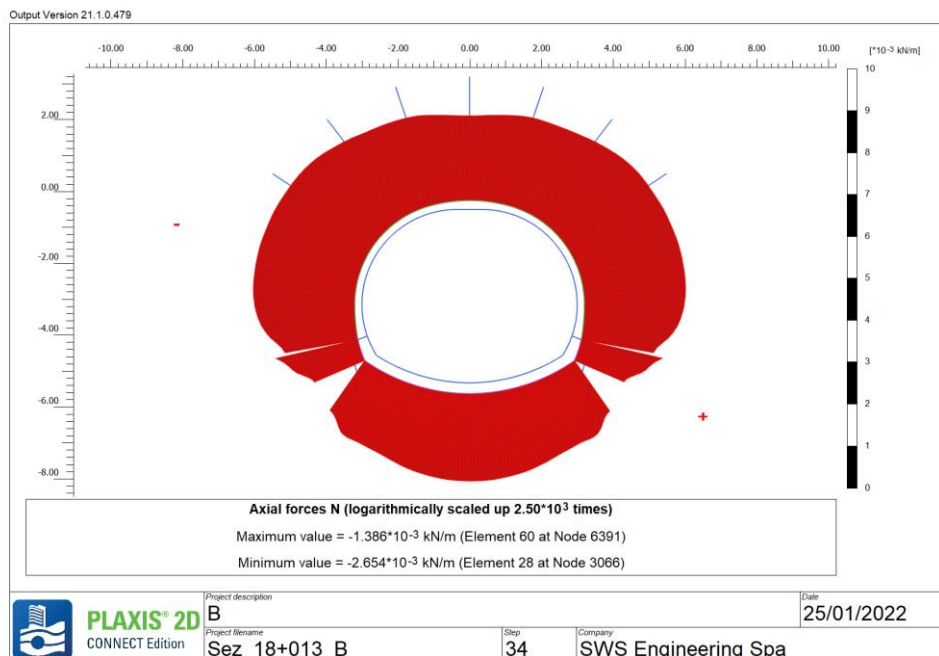 Output Version 21.1.0.479
-10.00 -8.00 -6.00 -4.00 -2.00 0.00 2.00 4.00 6.00 8.00 10.00
[*10-3 kN/m]
10
9
8
7
6
5
4
3
2
1
0
2.00
0.00
-2.00
-4.00
-6.00
-8.00
-
+
Axial forces N (logarithmically scaled up 2.50*10³ times)
Maximum value = -1.386*10⁻³ kN/m (Element 60 at Node 6391)
Minimum value = -2.654*10⁻³ kN/m (Element 28 at Node 3066)
PLAXIS® 2D
CONNECT Edition
Project description
B
Date
25/01/2022
Project filename
Sez_18+013_B
Step
34
Company
SWS Engineering Spa